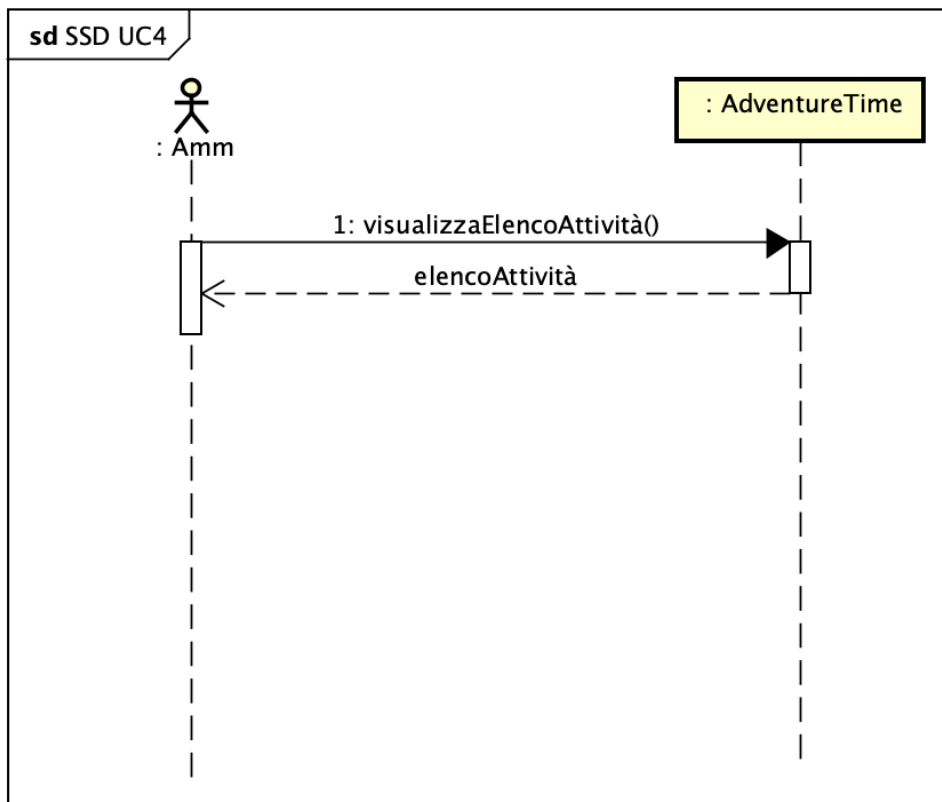 sd SSD UC4
: Amm
: AdventureTime
1: visualizzaElencoAttività()
elencoAttività